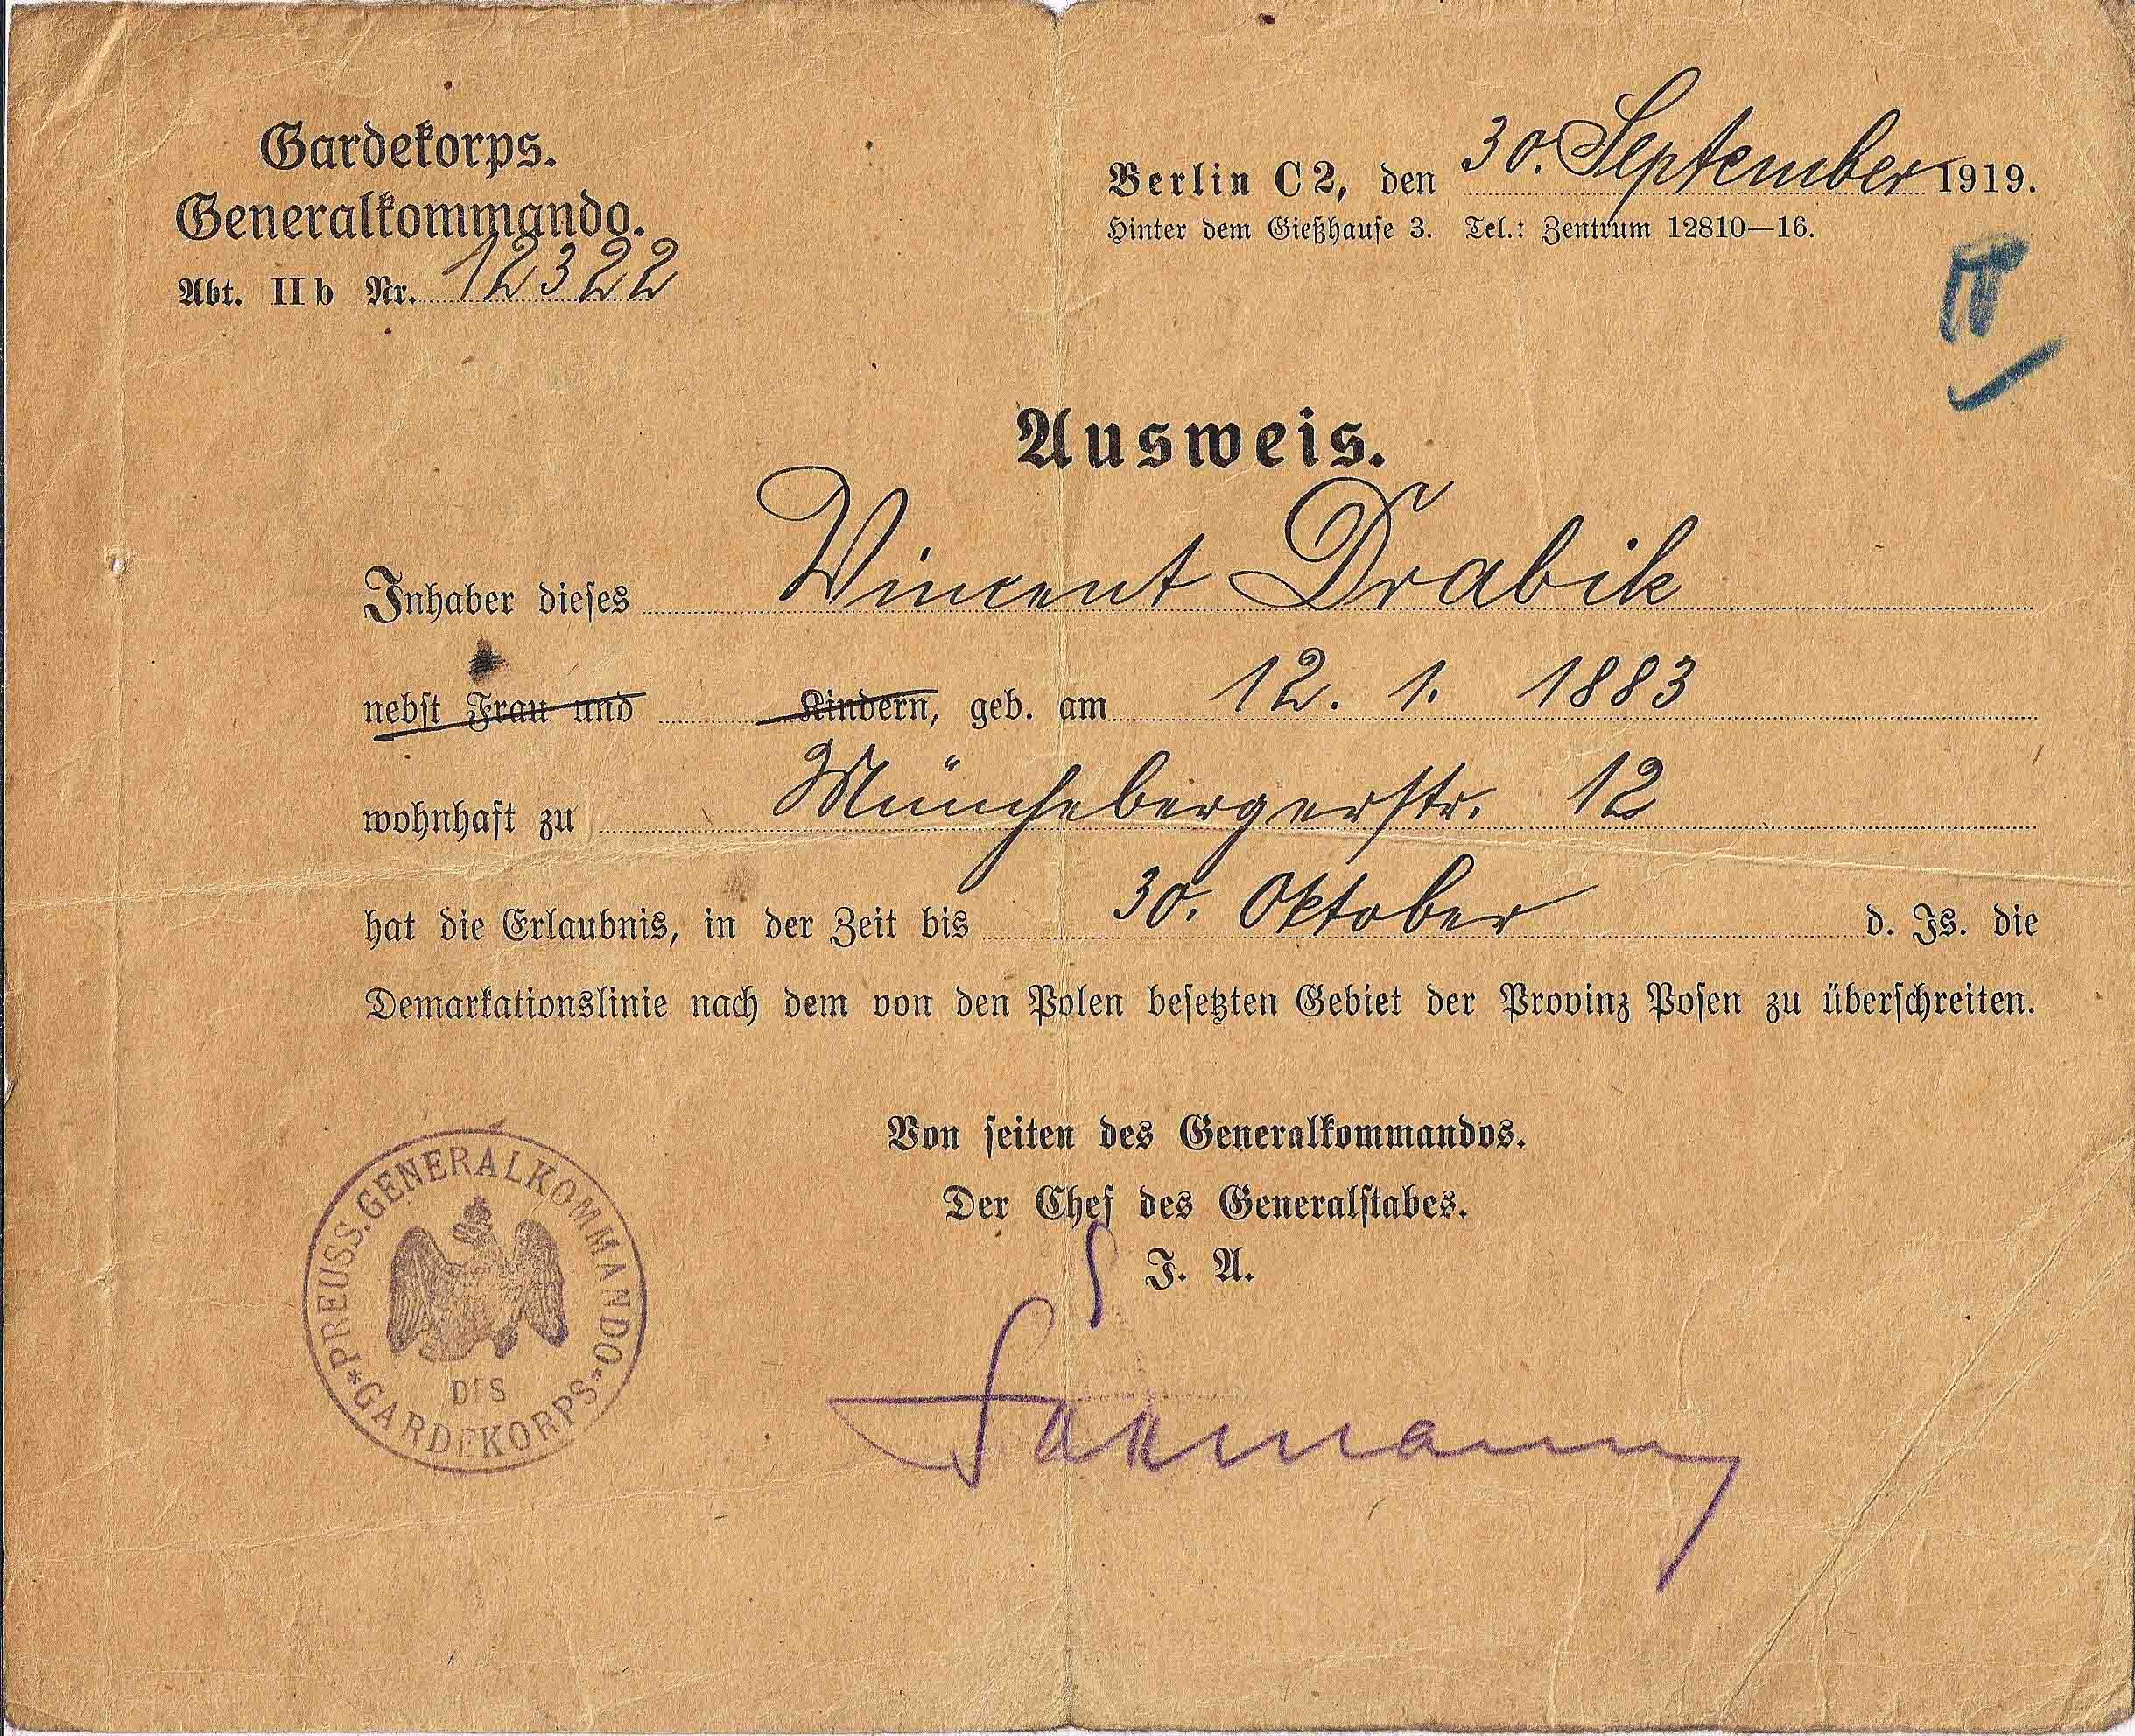 Gardekorps.
Generalkommando.
Abt. IIb Nr. 12322
Berlin C 2, den 30. September 1919.
Hinter dem Gießhause 3. Tel.: Zentrum 12810—16.
Ausweis.
Inhaber dieses Vincent Drabik
nebst Frau und Kindern, geb. am 12. 1. 1883
wohnhaft zu Münchebergerstr. 12
hat die Erlaubnis, in der Zeit bis 30. Oktober d. Js. die
Demarkationslinie nach dem von den Polen besetzten Gebiet der Provinz Posen zu überschreiten.
Von seiten des Generalkommandos.
Der Chef des Generalstabes.
J. A.
PREUSS. GENERALKOMMANDO
DES
*GARDEKORPS*